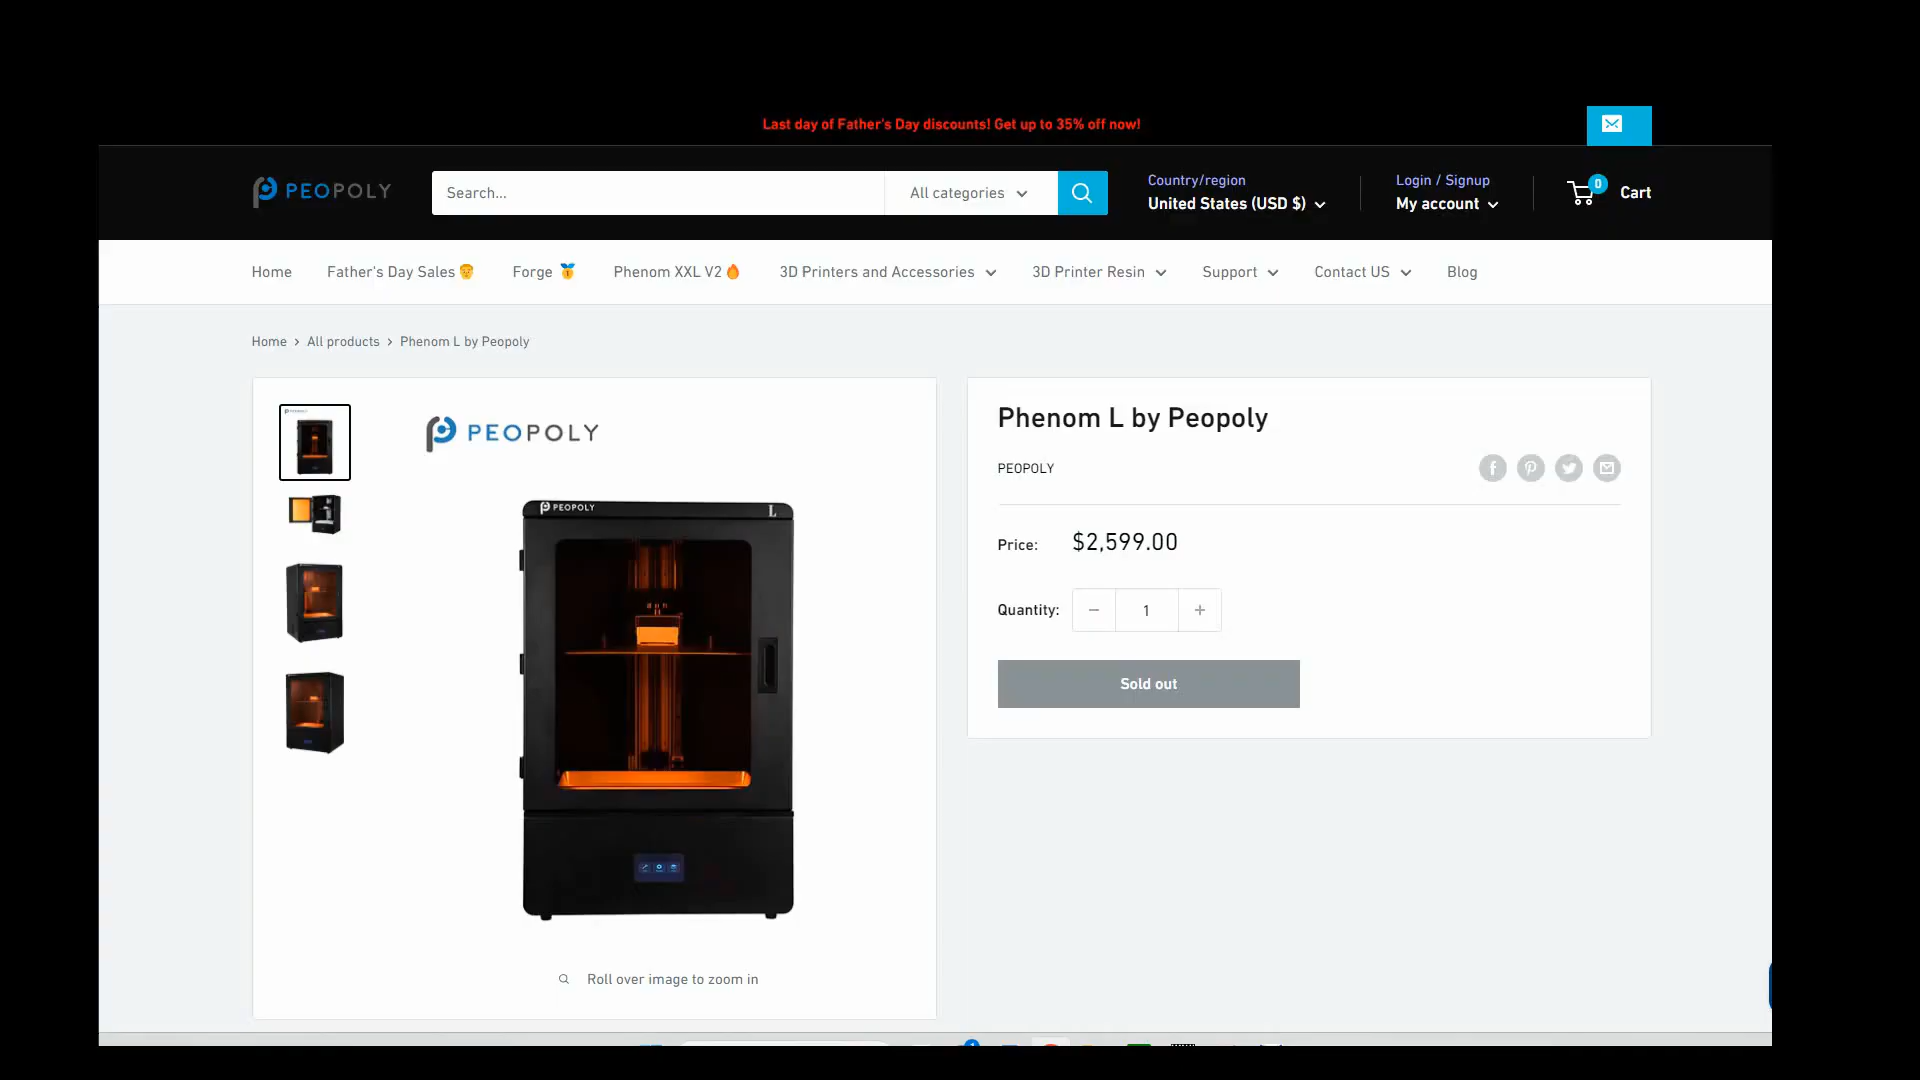 Last day of Father's Day discounts! Get up to 35% off now!
PEOPOLY
Search...
All categories
Country/region
United States (USD $)
Login / Signup
My account
0
Cart
Home
Father's Day Sales
Forge
Phenom XXL V2
3D Printers and Accessories
3D Printer Resin
Support
Contact US
Blog
Home > All products > Phenom L by Peopoly
PEOPOLY
PEOPOLY L
Roll over image to zoom in
Phenom L by Peopoly
PEOPOLY
Price: $2,599.00
Quantity: − 1 +
Sold out